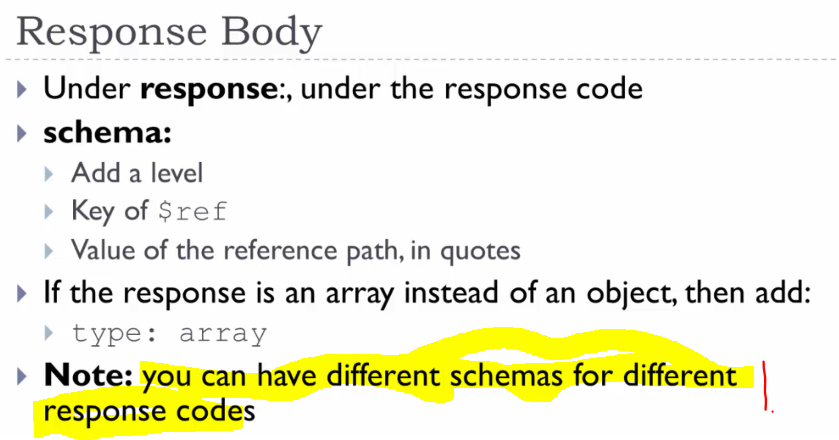 Response Body
Under response:, under the response code
schema:
Add a level
Key of $ref
Value of the reference path, in quotes
If the response is an array instead of an object, then add:
type: array
Note: you can have different schemas for different
response codes